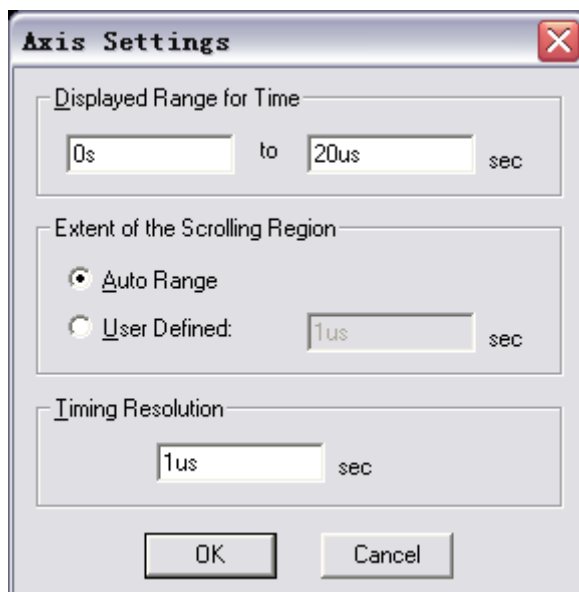 Axis Settings
Displayed Range for Time
0s to 20us sec
Extent of the Scrolling Region
Auto Range
User Defined: 1us sec
Timing Resolution
1us sec
OK Cancel